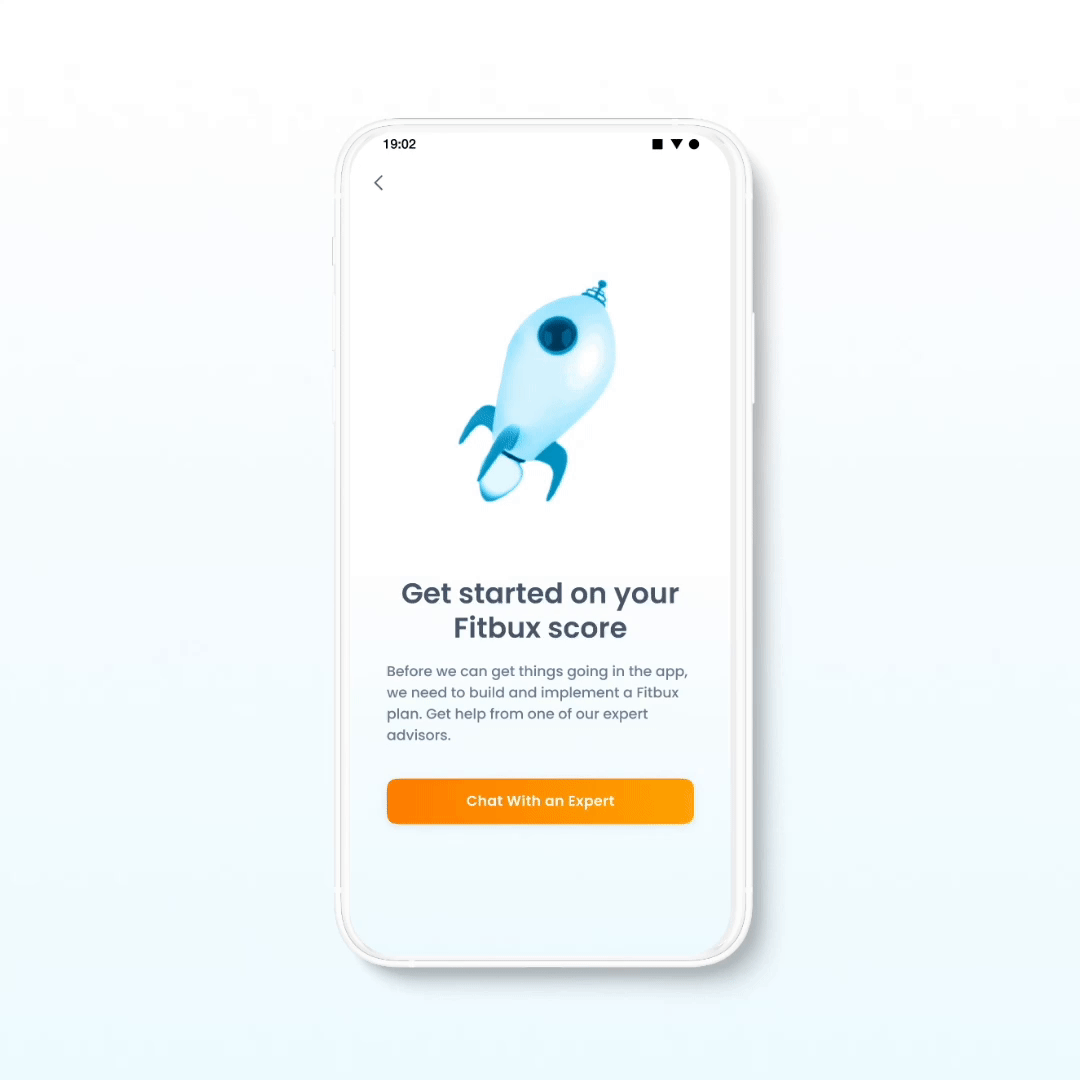 19:02
Get started on your
Fitbux score
Before we can get things going in the app,
we need to build and implement a Fitbux
plan. Get help from one of our expert
advisors.
Chat With an Expert